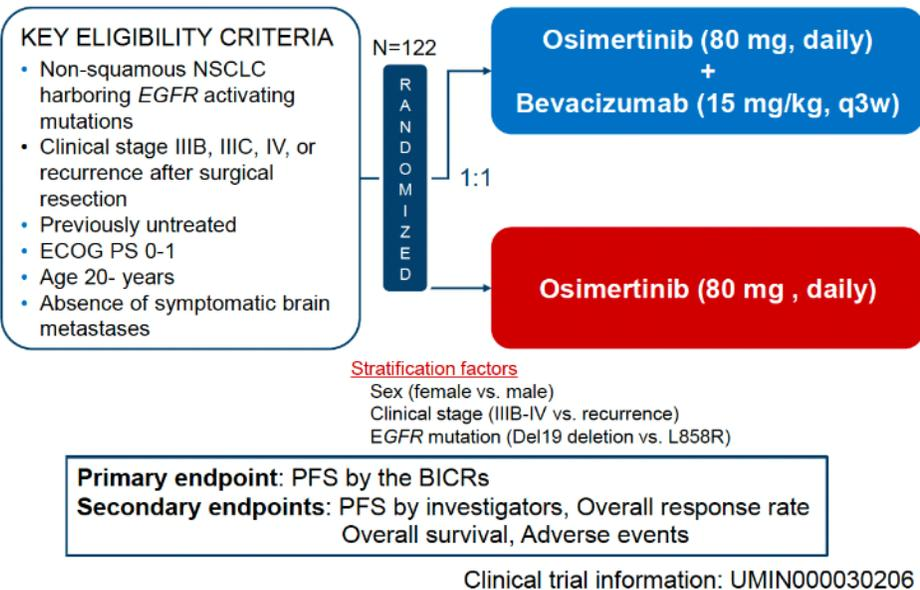 KEY ELIGIBILITY CRITERIA
• Non-squamous NSCLC
harboring EGFR activating
mutations
• Clinical stage IIIB, IIIC, IV, or
recurrence after surgical
resection
• Previously untreated
• ECOG PS 0-1
• Age 20- years
• Absence of symptomatic brain
metastases
N=122
RANDOMIZED
1:1
Osimertinib (80 mg, daily)
+
Bevacizumab (15 mg/kg, q3w)
Osimertinib (80 mg , daily)
Stratification factors
Sex (female vs. male)
Clinical stage (IIIB-IV vs. recurrence)
EGFR mutation (Del19 deletion vs. L858R)
Primary endpoint: PFS by the BICRs
Secondary endpoints: PFS by investigators, Overall response rate
Overall survival, Adverse events
Clinical trial information: UMIN000030206